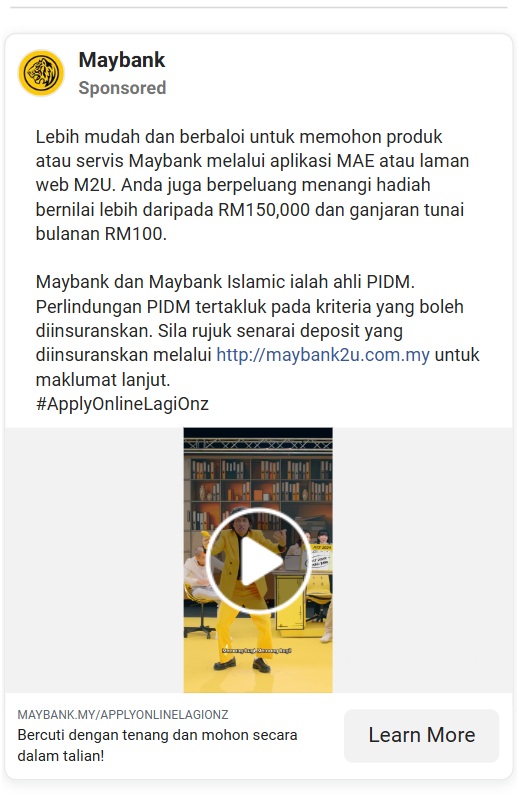 Maybank
Sponsored
Lebih mudah dan berbaloi untuk memohon produk
atau servis Maybank melalui aplikasi MAE atau laman
web M2U. Anda juga berpeluang menangi hadiah
bernilai lebih daripada RM150,000 dan ganjaran tunai
bulanan RM100.
Maybank dan Maybank Islamic ialah ahli PIDM.
Perlindungan PIDM tertakluk pada kriteria yang boleh
diinsuranskan. Sila rujuk senarai deposit yang
diinsuranskan melalui http://maybank2u.com.my untuk
maklumat lanjut.
#ApplyOnlineLagiOnz
MAYBANK.MY/APPLYONLINELAGIONZ
Bercuti dengan tenang dan mohon secara
dalam talian!
Learn More